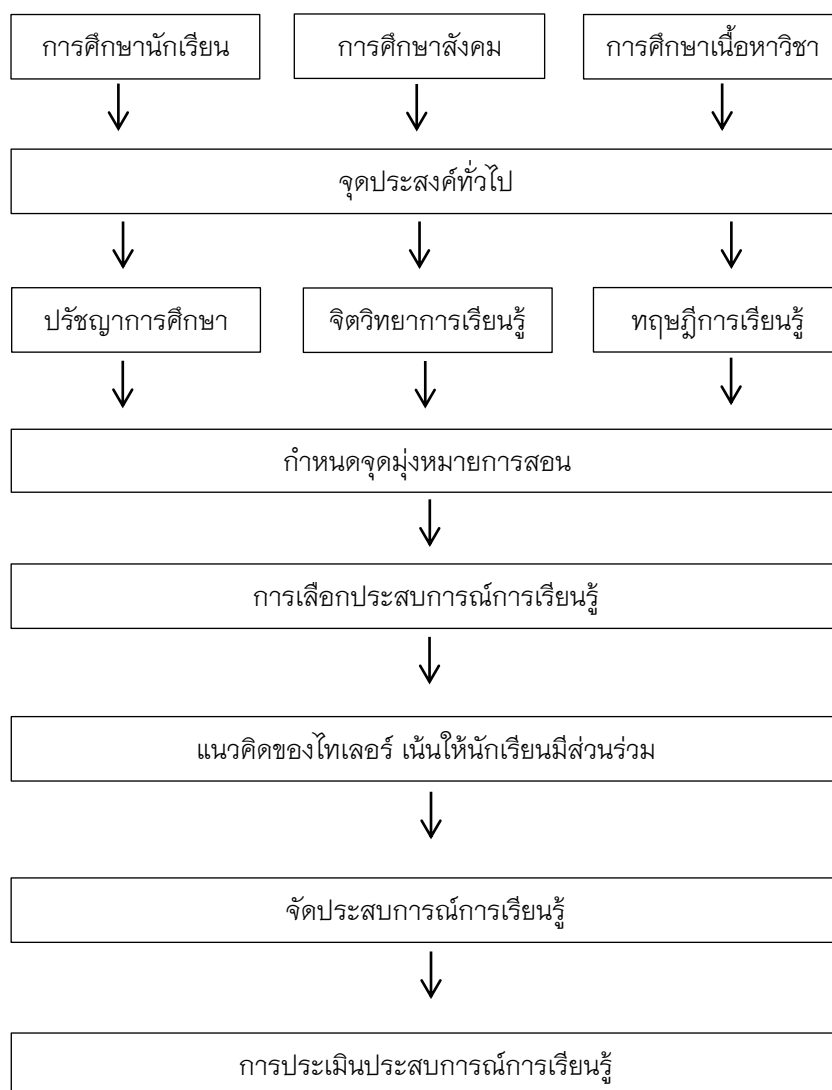 การศึกษานักเรียน
การศึกษาสังคม
การศึกษาเนื้อหาวิชา
จุดประสงค์ทั่วไป
ปรัชญาการศึกษา
จิตวิทยาการเรียนรู้
ทฤษฎีการเรียนรู้
กำหนดจุดมุ่งหมายการสอน
การเลือกประสบการณ์การเรียนรู้
แนวคิดของไทเลอร์ เน้นให้นักเรียนมีส่วนร่วม
จัดประสบการณ์การเรียนรู้
การประเมินประสบการณ์การเรียนรู้